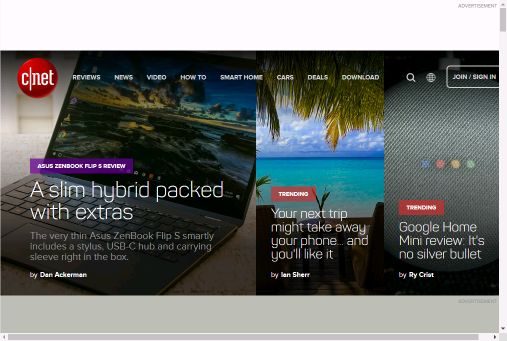 ADVERTISEMENT
c|net
REVIEWS NEWS VIDEO HOW TO SMART HOME CARS DEALS DOWNLOAD JOIN / SIGN IN
ASUS ZENBOOK FLIP S REVIEW
A slim hybrid packed
with extras
The very thin Asus ZenBook Flip S smartly
includes a stylus, USB-C hub and carrying
sleeve right in the box.
by Dan Ackerman
TRENDING
Your next trip
might take away
your phone... and
you'll like it
by Ian Sherr
TRENDING
Google Home
Mini review: It's
no silver bullet
by Ry Crist
ADVERTISEMENT